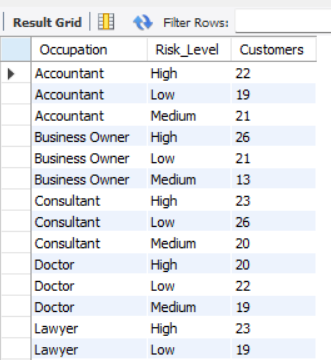 Result Grid Filter Rows:
Occupation Risk_Level Customers
Accountant High 22
Accountant Low 19
Accountant Medium 21
Business Owner High 26
Business Owner Low 21
Business Owner Medium 13
Consultant High 23
Consultant Low 26
Consultant Medium 20
Doctor High 20
Doctor Low 22
Doctor Medium 19
Lawyer High 23
Lawyer Low 19